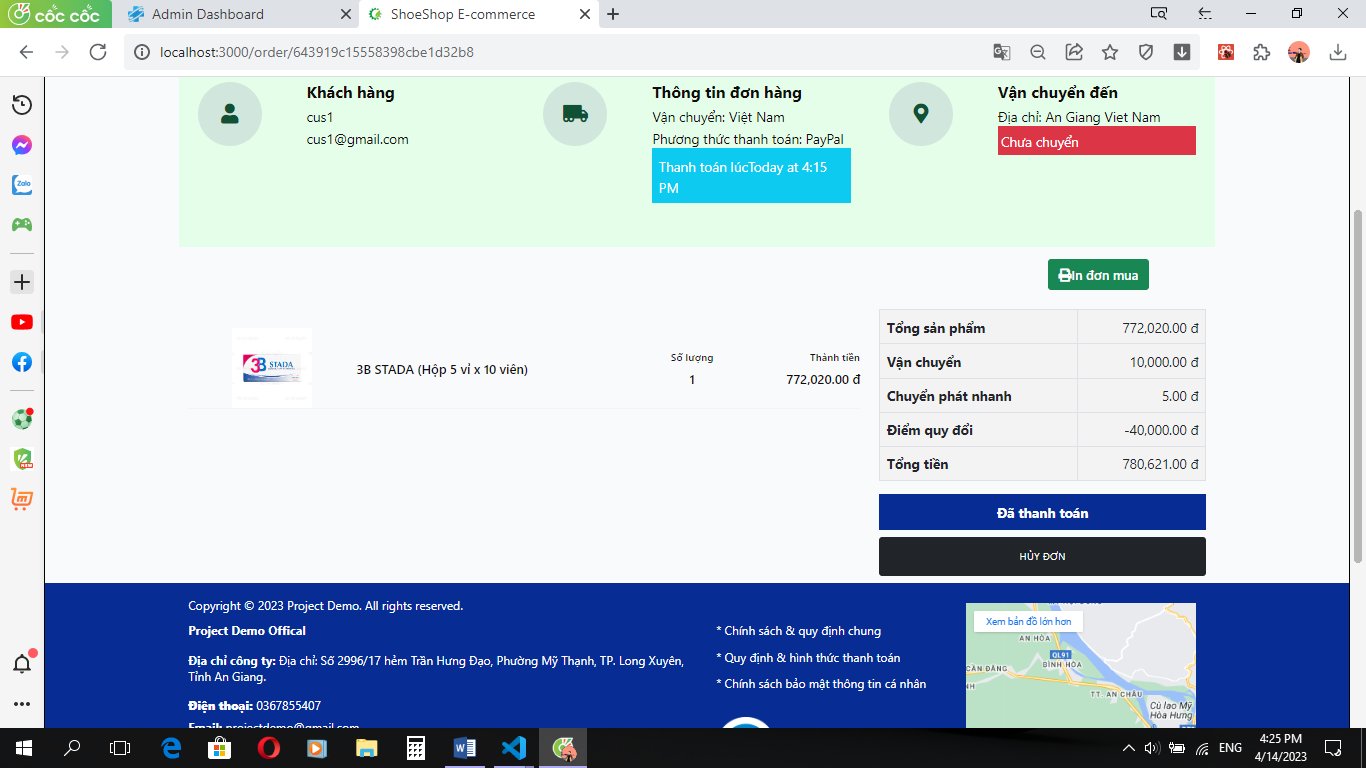 cốc cốc
Admin Dashboard
ShoeShop E-commerce
localhost:3000/order/643919c15558398cbe1d32b8
Khách hàng
cus1
cus1@gmail.com
Thông tin đơn hàng
Vận chuyển: Việt Nam
Phương thức thanh toán: PayPal
Thanh toán lúcToday at 4:15
PM
Vận chuyển đến
Địa chỉ: An Giang Viet Nam
Chưa chuyển
In đơn mua
Zalo
3B STADA
3B STADA (Hộp 5 vỉ x 10 viên)
Số lượng
1
Thành tiền
772,020.00 đ
Tổng sản phẩm 772,020.00 đ
Vận chuyển 10,000.00 đ
Chuyển phát nhanh 5.00 đ
Điểm quy đổi -40,000.00 đ
Tổng tiền 780,621.00 đ
Đã thanh toán
HỦY ĐƠN
Copyright © 2023 Project Demo. All rights reserved.
Project Demo Offical
Địa chỉ công ty: Địa chỉ: Số 2996/17 hẻm Trần Hưng Đạo, Phường Mỹ Thạnh, TP. Long Xuyên,
Tỉnh An Giang.
Điện thoại: 0367855407
Email: projectdemo@gmail.com
* Chính sách & quy định chung
* Quy định & hình thức thanh toán
* Chính sách bảo mật thông tin cá nhân
Xem bản đồ lớn hơn
AN HÒA
QL91
BÌNH HÒA
CẦN ĐĂNG
TT. AN CHÂU
Cù lao Mỹ
Hòa Hưng
ENG
4:25 PM
4/14/2023